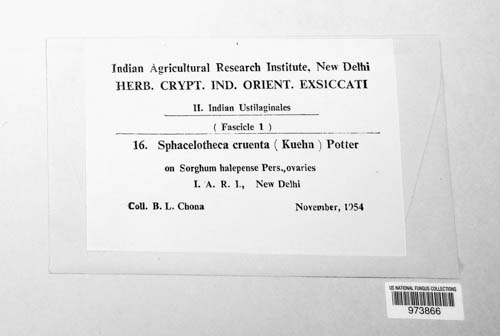 Indian Agricultural Research Institute, New Delhi
HERB. CRYPT. IND. ORIENT. EXSICCATI
II. Indian Ustilaginales
( Fascicle 1 )
16. Sphacelotheca cruenta ( Kuehn ) Potter
on Sorghum halepense Pers., ovaries
I. A. R. I., New Delhi
Coll. B. L. Chona November, 1954
US NATIONAL FUNGUS COLLECTIONS
973866